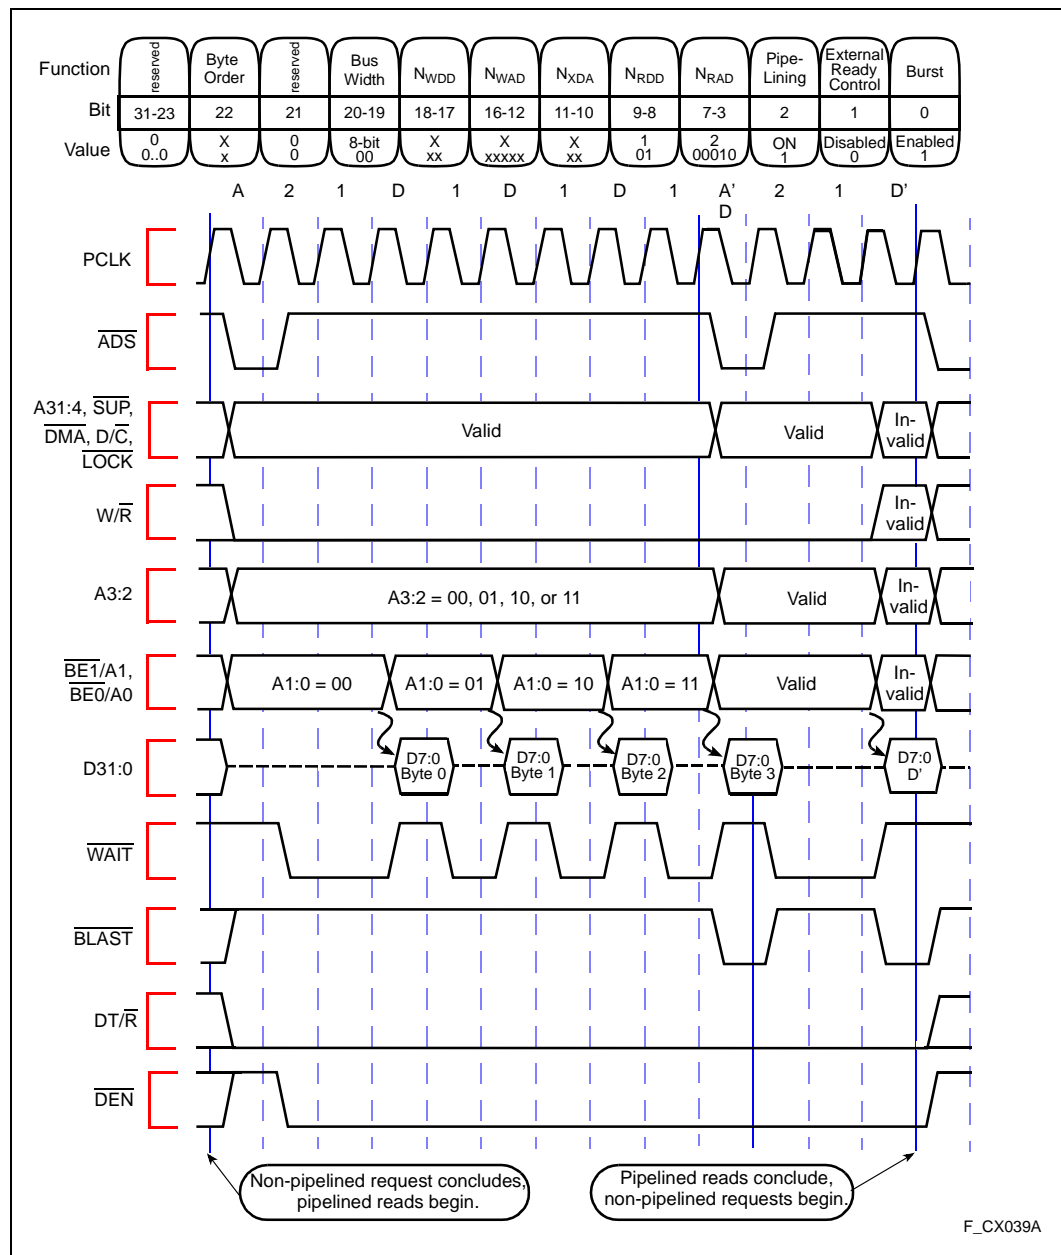 Function reserved Byte Order reserved Bus Width NWDD NWAD NXDA NRDD NRAD Pipe- Lining External Ready Control Burst
Bit 31-23 22 21 20-19 18-17 16-12 11-10 9-8 7-3 2 1 0
Value 0 0..0 X x 0 0 8-bit 00 X xx X xxxxx X xx 1 01 2 00010 ON 1 Disabled 0 Enabled 1
A 2 1 D 1 D 1 D 1 A' D 2 1 D'
PCLK
ADS
A31:4, SUP,
DMA, D/C,
LOCK
Valid Valid In- valid
W/R In- valid
A3:2 A3:2 = 00, 01, 10, or 11 Valid In- valid
BE1/A1,
BE0/A0
A1:0 = 00 A1:0 = 01 A1:0 = 10 A1:0 = 11 Valid In- valid
D31:0 D7:0 Byte 0 D7:0 Byte 1 D7:0 Byte 2 D7:0 Byte 3 D7:0 D'
WAIT
BLAST
DT/R
DEN
Non-pipelined request concludes,
pipelined reads begin.
Pipelined reads conclude,
non-pipelined requests begin.
F_CX039A